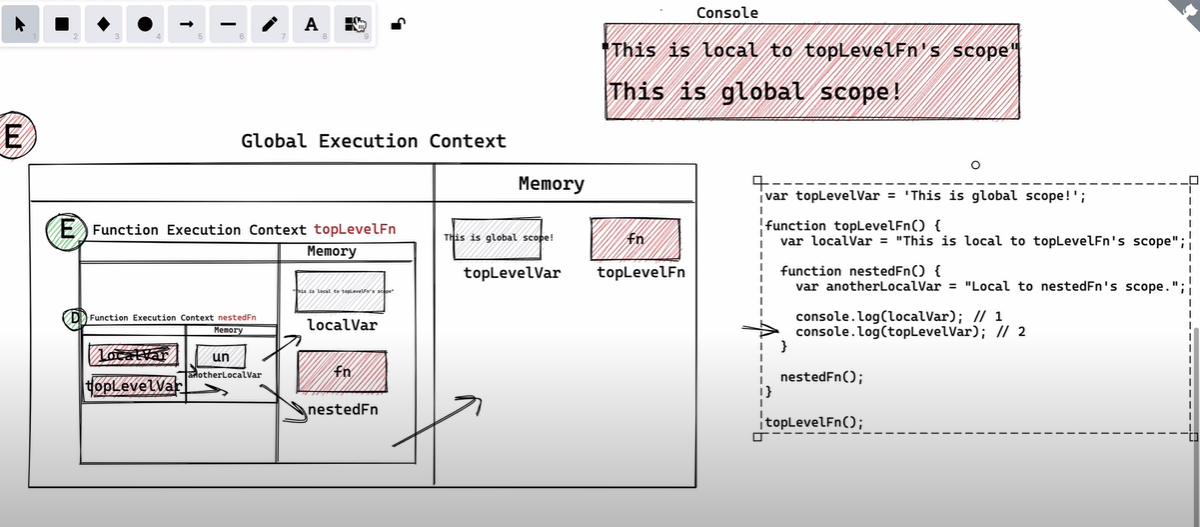 1
2
3
4
5
6
7
A
8
9
Console
"This is local to topLevelFn's scope"
This is global scope!
E
Global Execution Context
Memory
E
Function Execution Context topLevelFn
Memory
This is global scope!
fn
topLevelVar
topLevelFn
"This is local to topLevelFn's scope"
localVar
D
Function Execution Context nestedFn
Memory
LocalVar
un
anotherLocalVar
topLevelVar
fn
nestedFn
var topLevelVar = 'This is global scope!';
function topLevelFn() {
var localVar = "This is local to topLevelFn's scope";
function nestedFn() {
var anotherLocalVar = "Local to nestedFn's scope.";
console.log(localVar); // 1
console.log(topLevelVar); // 2
}
nestedFn();
}
topLevelFn();